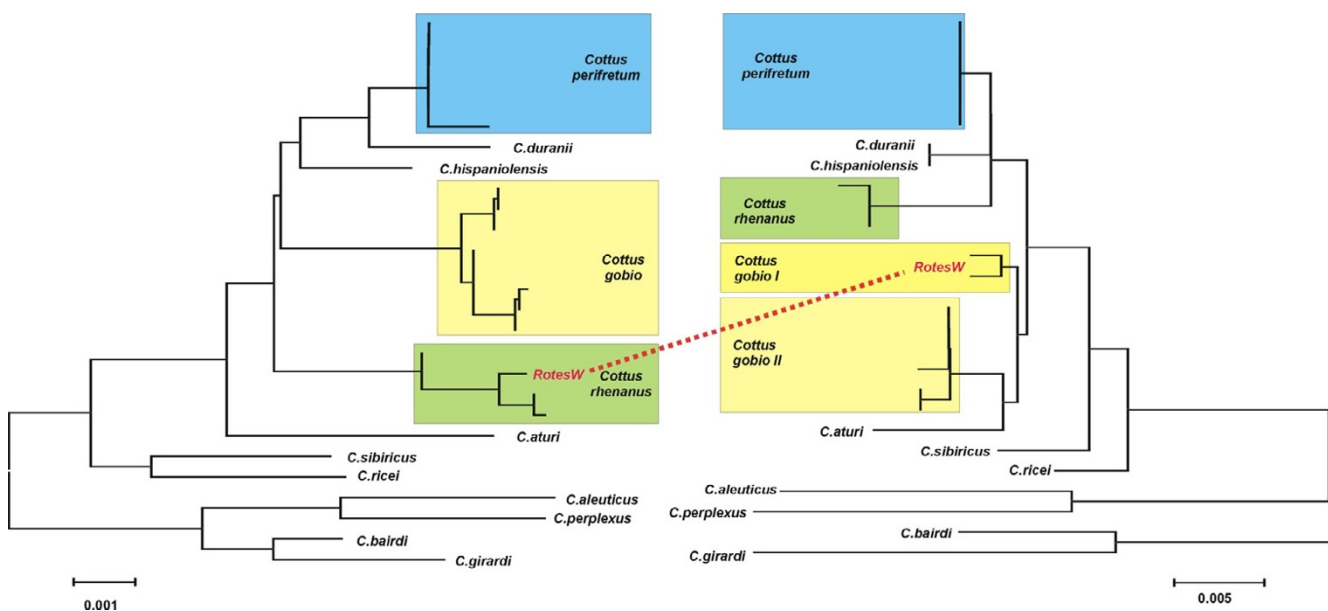 Cottus
perifretum
C.duranii
C.hispaniolensis
Cottus
gobio
RotesW
Cottus
rhenanus
C.aturi
C.sibiricus
C.ricei
C.aleuticus
C.perplexus
C.bairdi
C.girardi
0.001
Cottus
perifretum
C.duranii
C.hispaniolensis
Cottus
rhenanus
Cottus
gobio I
RotesW
Cottus
gobio II
C.aturi
C.sibiricus
C.ricei
C.aleuticus
C.perplexus
C.bairdi
C.girardi
0.005